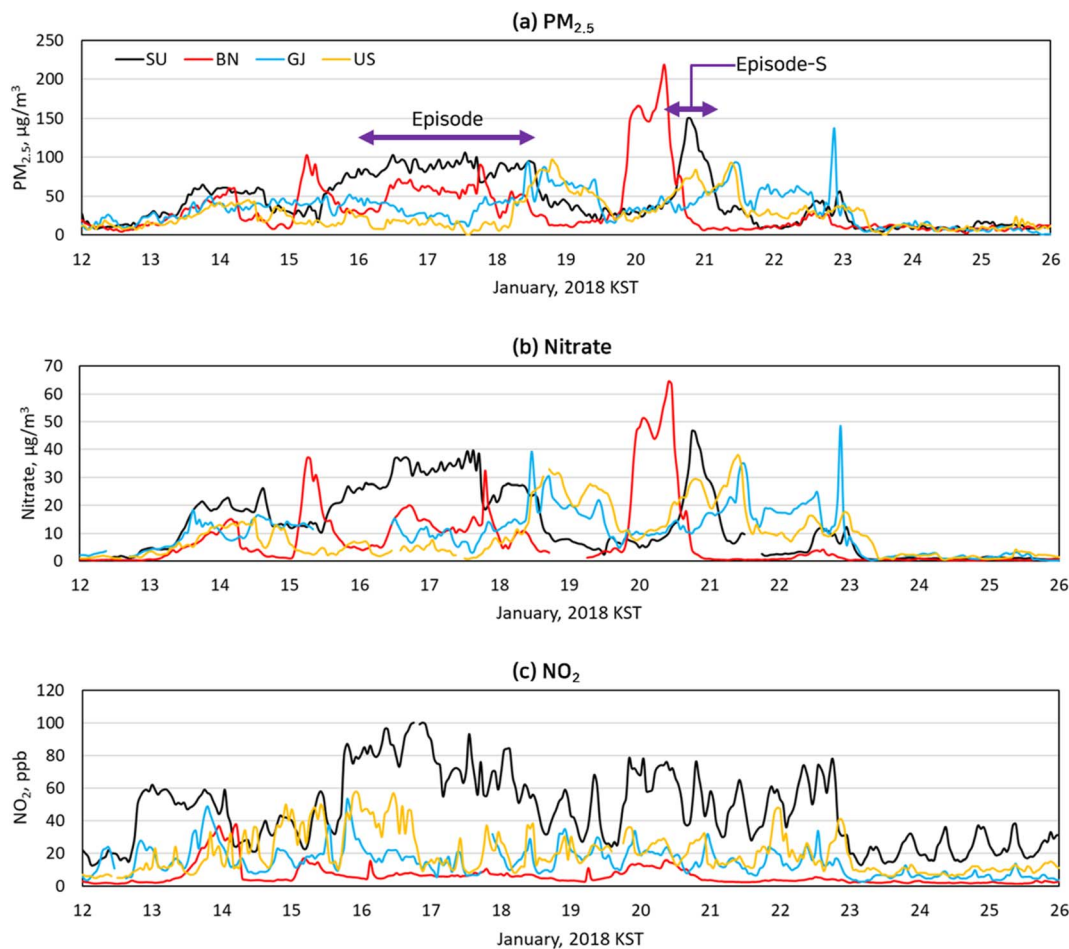 (a) PM2.5
250
200
150
100
50
0
PM2.5, µg/m³
SU BN GJ US
Episode
Episode-S
12 13 14 15 16 17 18 19 20 21 22 23 24 25 26
January, 2018 KST
(b) Nitrate
70
60
50
40
30
20
10
0
Nitrate, µg/m³
12 13 14 15 16 17 18 19 20 21 22 23 24 25 26
January, 2018 KST
(c) NO2
120
100
80
60
40
20
0
NO2, ppb
12 13 14 15 16 17 18 19 20 21 22 23 24 25 26
January, 2018 KST